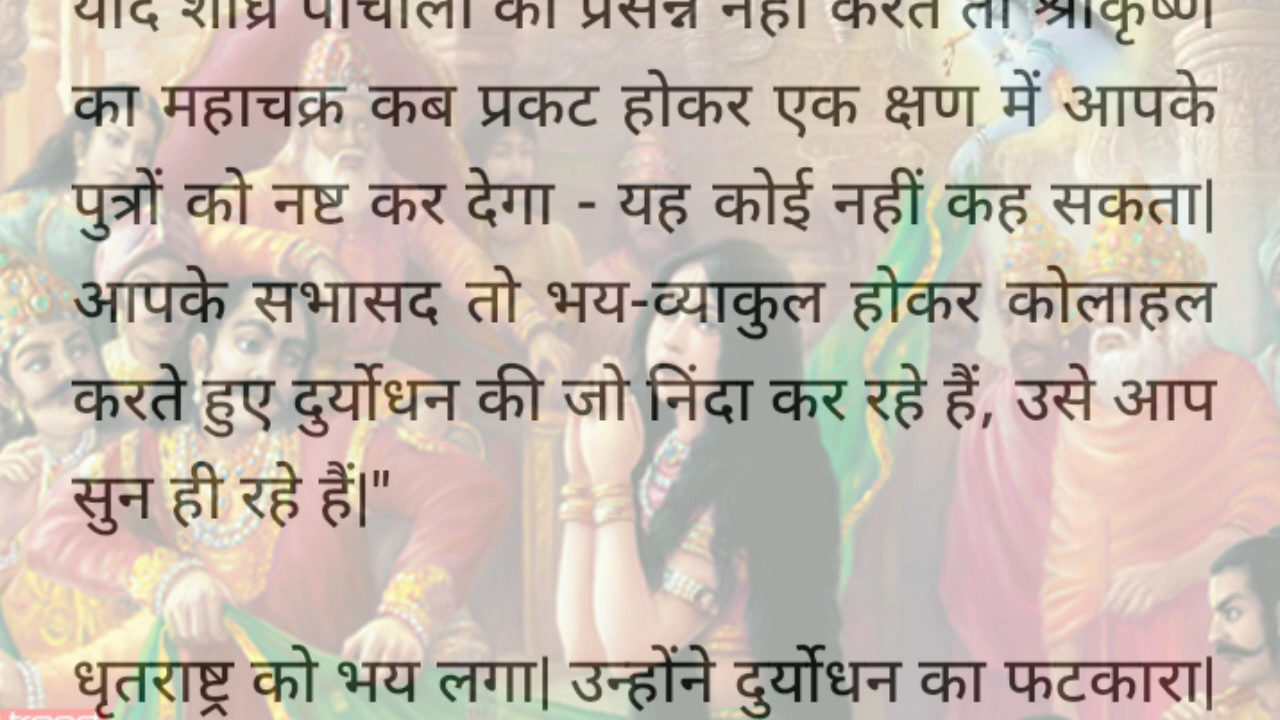 यदि शीघ्र पांचाली को प्रसन्न नहीं करते तो श्रीकृष्ण
का महाचक्र कब प्रकट होकर एक क्षण में आपके
पुत्रों को नष्ट कर देगा - यह कोई नहीं कह सकता|
आपके सभासद तो भय-व्याकुल होकर कोलाहल
करते हुए दुर्योधन की जो निंदा कर रहे हैं, उसे आप
सुन ही रहे हैं|"
धृतराष्ट्र को भय लगा| उन्होंने दुर्योधन का फटकारा|